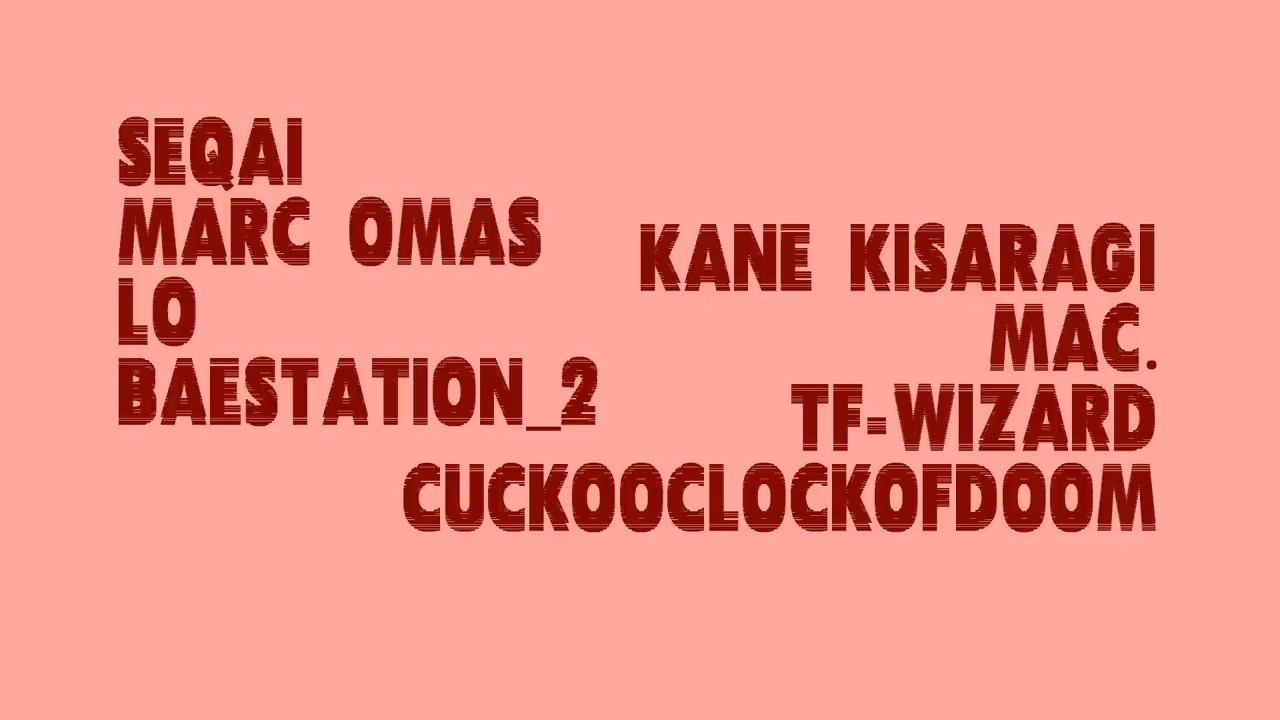 SEQAI
MARC OMAS
LO
BAESTATION_2
KANE KISARAGI
MAC.
TF-WIZARD
CUCKOOCLOCKOFDOOM